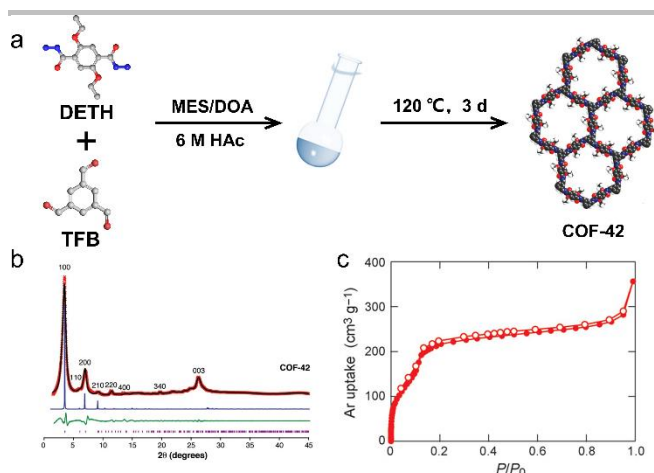 a
DETH
+
TFB
MES/DOA
6 M HAc
120 ℃, 3 d
COF-42
b
100
110
200
210
220
400
340
003
COF-42
0 5 10 15 20 25 30 35 40 45
2θ (degrees)
c
Ar uptake (cm³ g⁻¹)
400
300
200
100
0
0 0.2 0.4 0.6 0.8 1.0
P/P₀